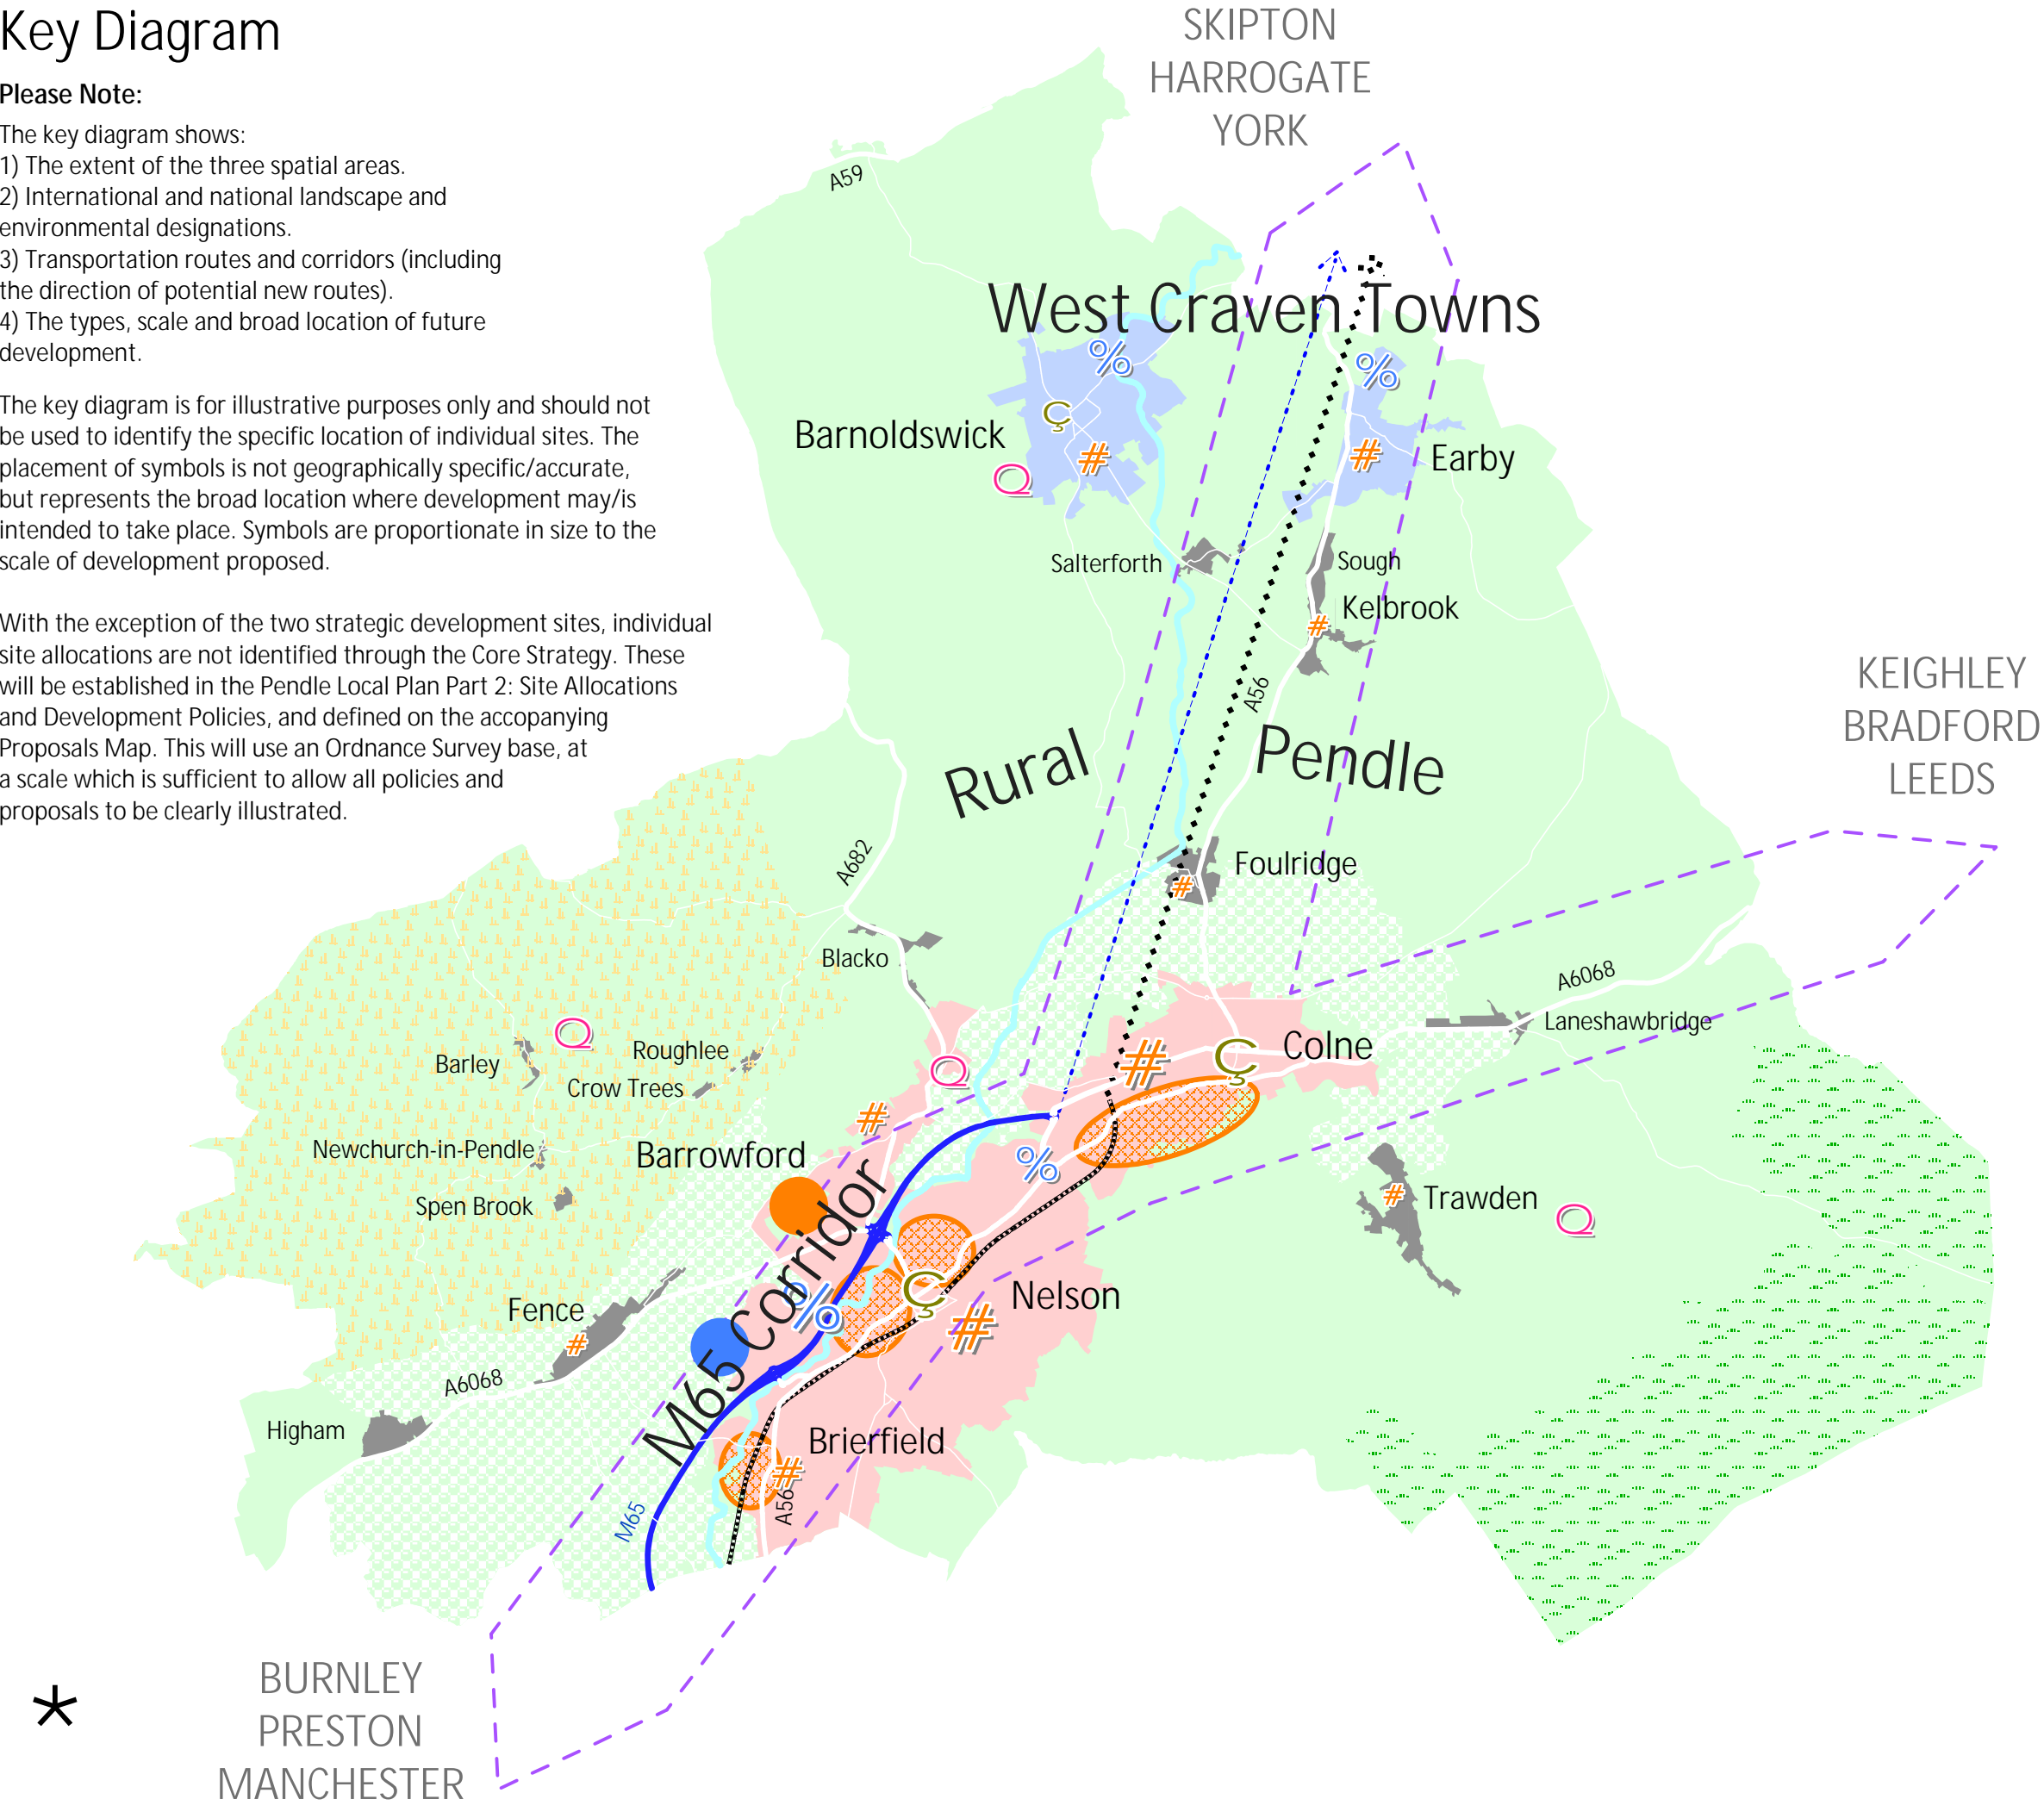 Key Diagram
Please Note:
The key diagram shows:
1) The extent of the three spatial areas.
2) International and national landscape and
environmental designations.
3) Transportation routes and corridors (including
the direction of potential new routes).
4) The types, scale and broad location of future
development.
The key diagram is for illustrative purposes only and should not
be used to identify the specific location of individual sites. The
placement of symbols is not geographically specific/accurate,
but represents the broad location where development may/is
intended to take place. Symbols are proportionate in size to the
scale of development proposed.
With the exception of the two strategic development sites, individual
site allocations are not identified through the Core Strategy. These
will be established in the Pendle Local Plan Part 2: Site Allocations
and Development Policies, and defined on the accopanying
Proposals Map. This will use an Ordnance Survey base, at
a scale which is sufficient to allow all policies and
proposals to be clearly illustrated.
SKIPTON
HARROGATE
YORK
A59
West Craven Towns
%
%
Ç
Barnoldswick
#
#
Earby
Q
Salterforth
Sough
Kelbrook
#
A56
KEIGHLEY
BRADFORD
LEEDS
Rural
Pendle
A682
Foulridge
#
Blacko
A6068
Laneshawbridge
Q
Barley
Roughlee
Crow Trees
Q
#
Ç
Colne
#
Newchurch-in-Pendle
Barrowford
%
Spen Brook
#
Trawden
Q
M65 Corridor
Fence
#
%
%
Ç
#
Nelson
A6068
Higham
Brierfield
#
A56
M65
BURNLEY
PRESTON
MANCHESTER
*